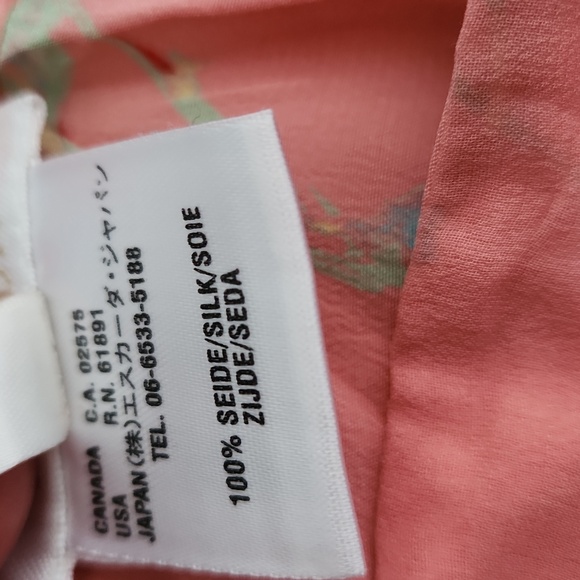 CANADA C.A. 02575
USA R.N. 61891
JAPAN (株)エスカーダ・ジャパン
TEL. 06-6533-5188
100% SEIDE/SILK/SOIE
ZIJDE/SEDA